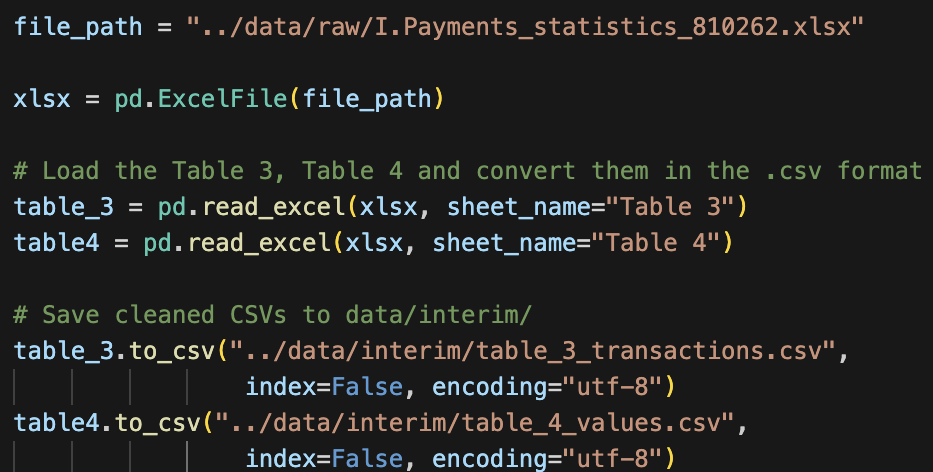 file_path = "../data/raw/I.Payments_statistics_810262.xlsx"
xlsx = pd.ExcelFile(file_path)
# Load the Table 3, Table 4 and convert them in the .csv format
table_3 = pd.read_excel(xlsx, sheet_name="Table 3")
table4 = pd.read_excel(xlsx, sheet_name="Table 4")
# Save cleaned CSVs to data/interim/
table_3.to_csv("../data/interim/table_3_transactions.csv",
index=False, encoding="utf-8")
table4.to_csv("../data/interim/table_4_values.csv",
index=False, encoding="utf-8")